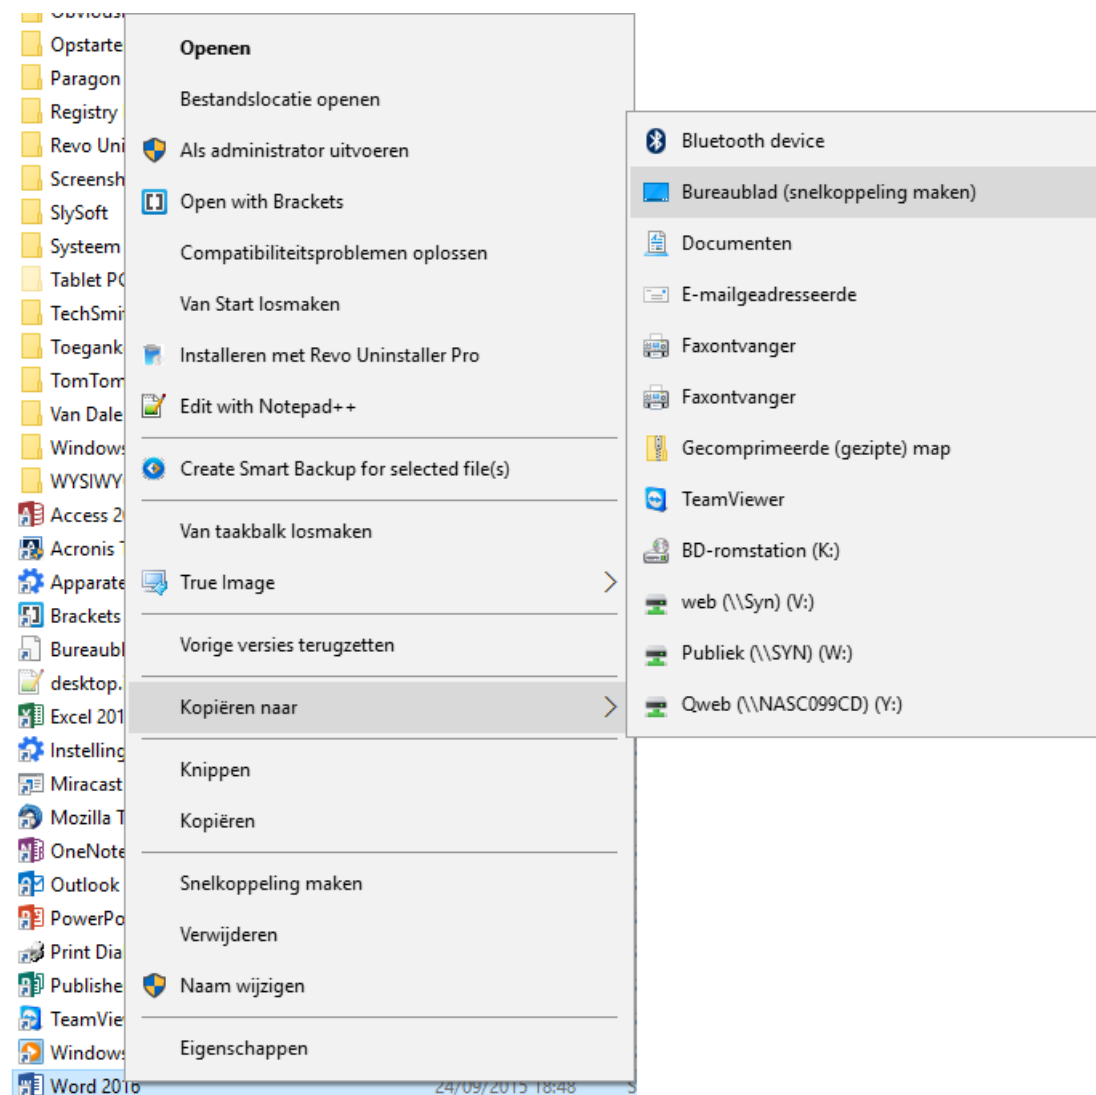 Opstarte
Paragon
Registry
Revo Uni
Screensh
SlySoft
Systeem
Tablet PC
TechSmi
Toegank
TomTom
Van Dale
Windows
WYSIWY
Access 2
Acronis T
Apparate
Brackets
Bureaubl
desktop.
Excel 201
Instelling
Miracast
Mozilla T
OneNote
Outlook
PowerPo
Print Dia
Publishe
TeamVie
Windows
Word 2016 24/09/2015 18:48 S
Openen
Bestandslocatie openen
Als administrator uitvoeren
Open with Brackets
Compatibiliteitsproblemen oplossen
Van Start losmaken
Installeren met Revo Uninstaller Pro
Edit with Notepad++
Create Smart Backup for selected file(s)
Van taakbalk losmaken
True Image
Vorige versies terugzetten
Kopiëren naar
Knippen
Kopiëren
Snelkoppeling maken
Verwijderen
Naam wijzigen
Eigenschappen
Bluetooth device
Bureaublad (snelkoppeling maken)
Documenten
E-mailgeadresseerde
Faxontvanger
Faxontvanger
Gecomprimeerde (gezipte) map
TeamViewer
BD-romstation (K:)
web (\\Syn) (V:)
Publiek (\\SYN) (W:)
Qweb (\\NASC099CD) (Y:)